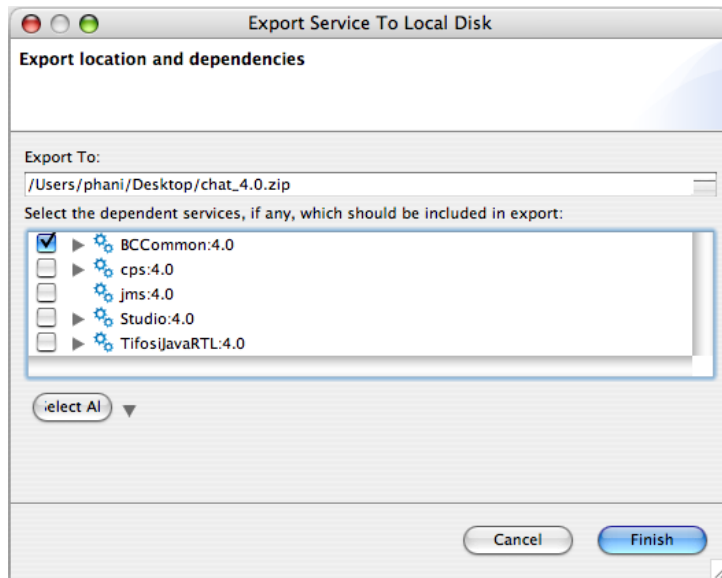 Export Service To Local Disk
Export location and dependencies
Export To:
/Users/phani/Desktop/chat_4.0.zip
Select the dependent services, if any, which should be included in export:
BCCommon:4.0
cps:4.0
jms:4.0
Studio:4.0
TifosiJavaRTL:4.0
Select Al
Cancel
Finish